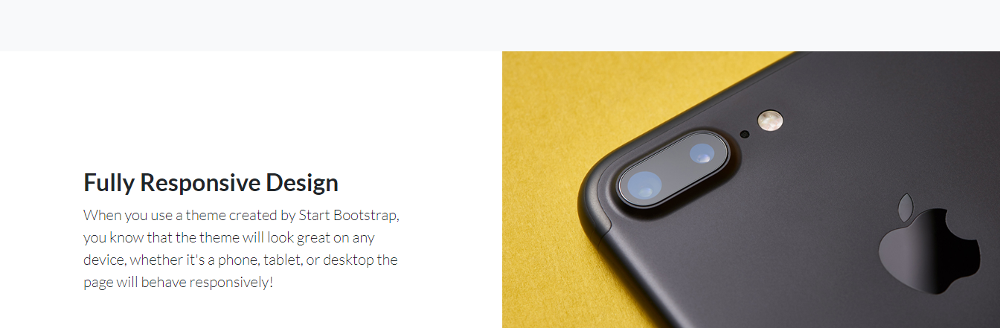 Fully Responsive Design
When you use a theme created by Start Bootstrap,
you know that the theme will look great on any
device, whether it's a phone, tablet, or desktop the
page will behave responsively!